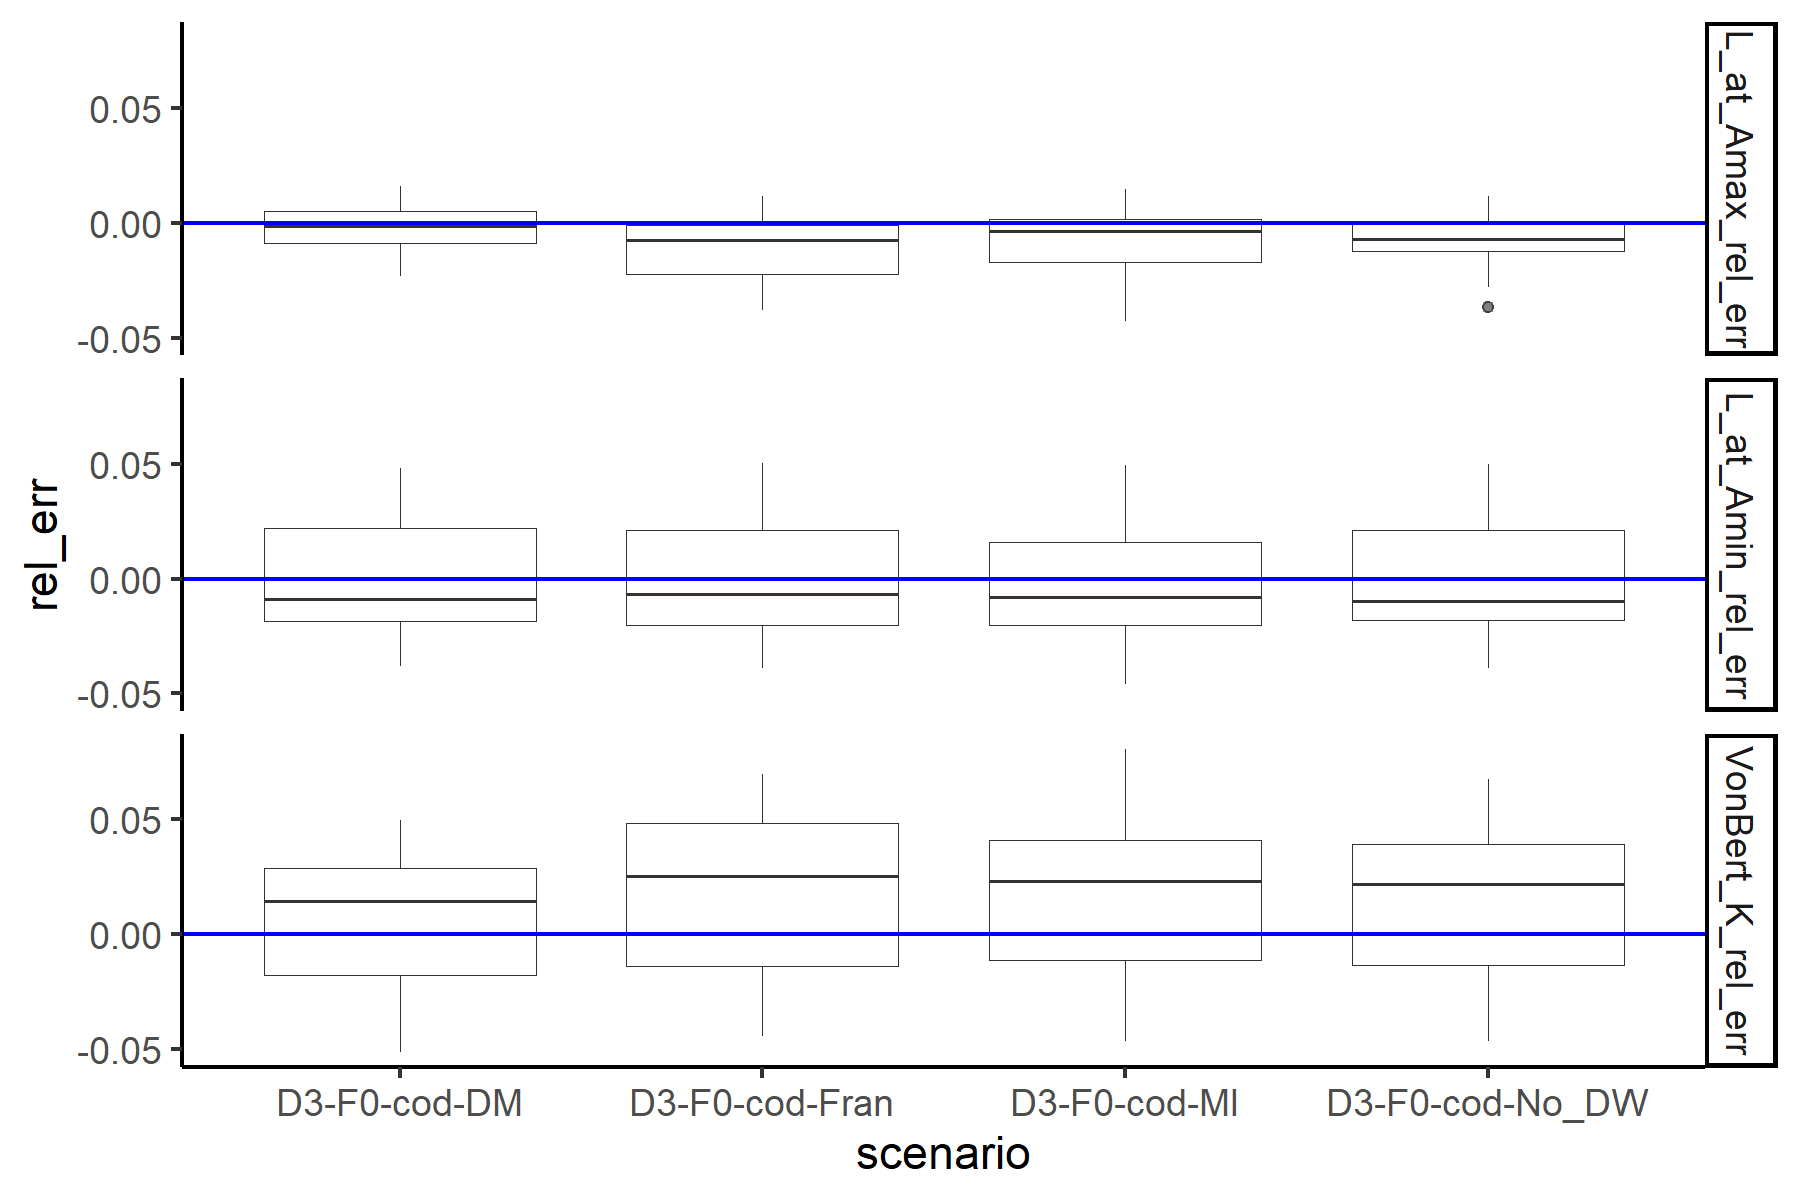 rel_err
0.05
0.00
-0.05
L_at_Amax_rel_err
0.05
0.00
-0.05
L_at_Amin_rel_err
0.05
0.00
-0.05
VonBert_K_rel_err
D3-F0-cod-DM D3-F0-cod-Fran D3-F0-cod-MI D3-F0-cod-No_DW
scenario